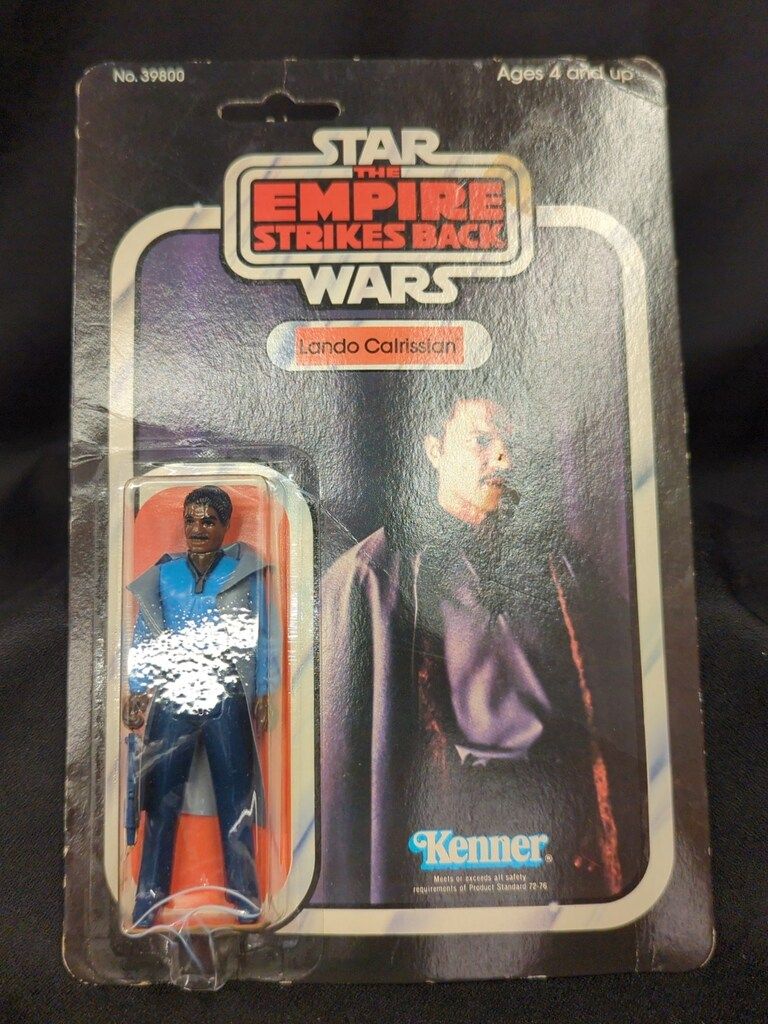 No. 39800
Ages 4 and up
STAR
THE
EMPIRE
STRIKES BACK
WARS
Lando Calrissian
Kenner®
Meets or exceeds all safety
requirements of Product Standard 72-76